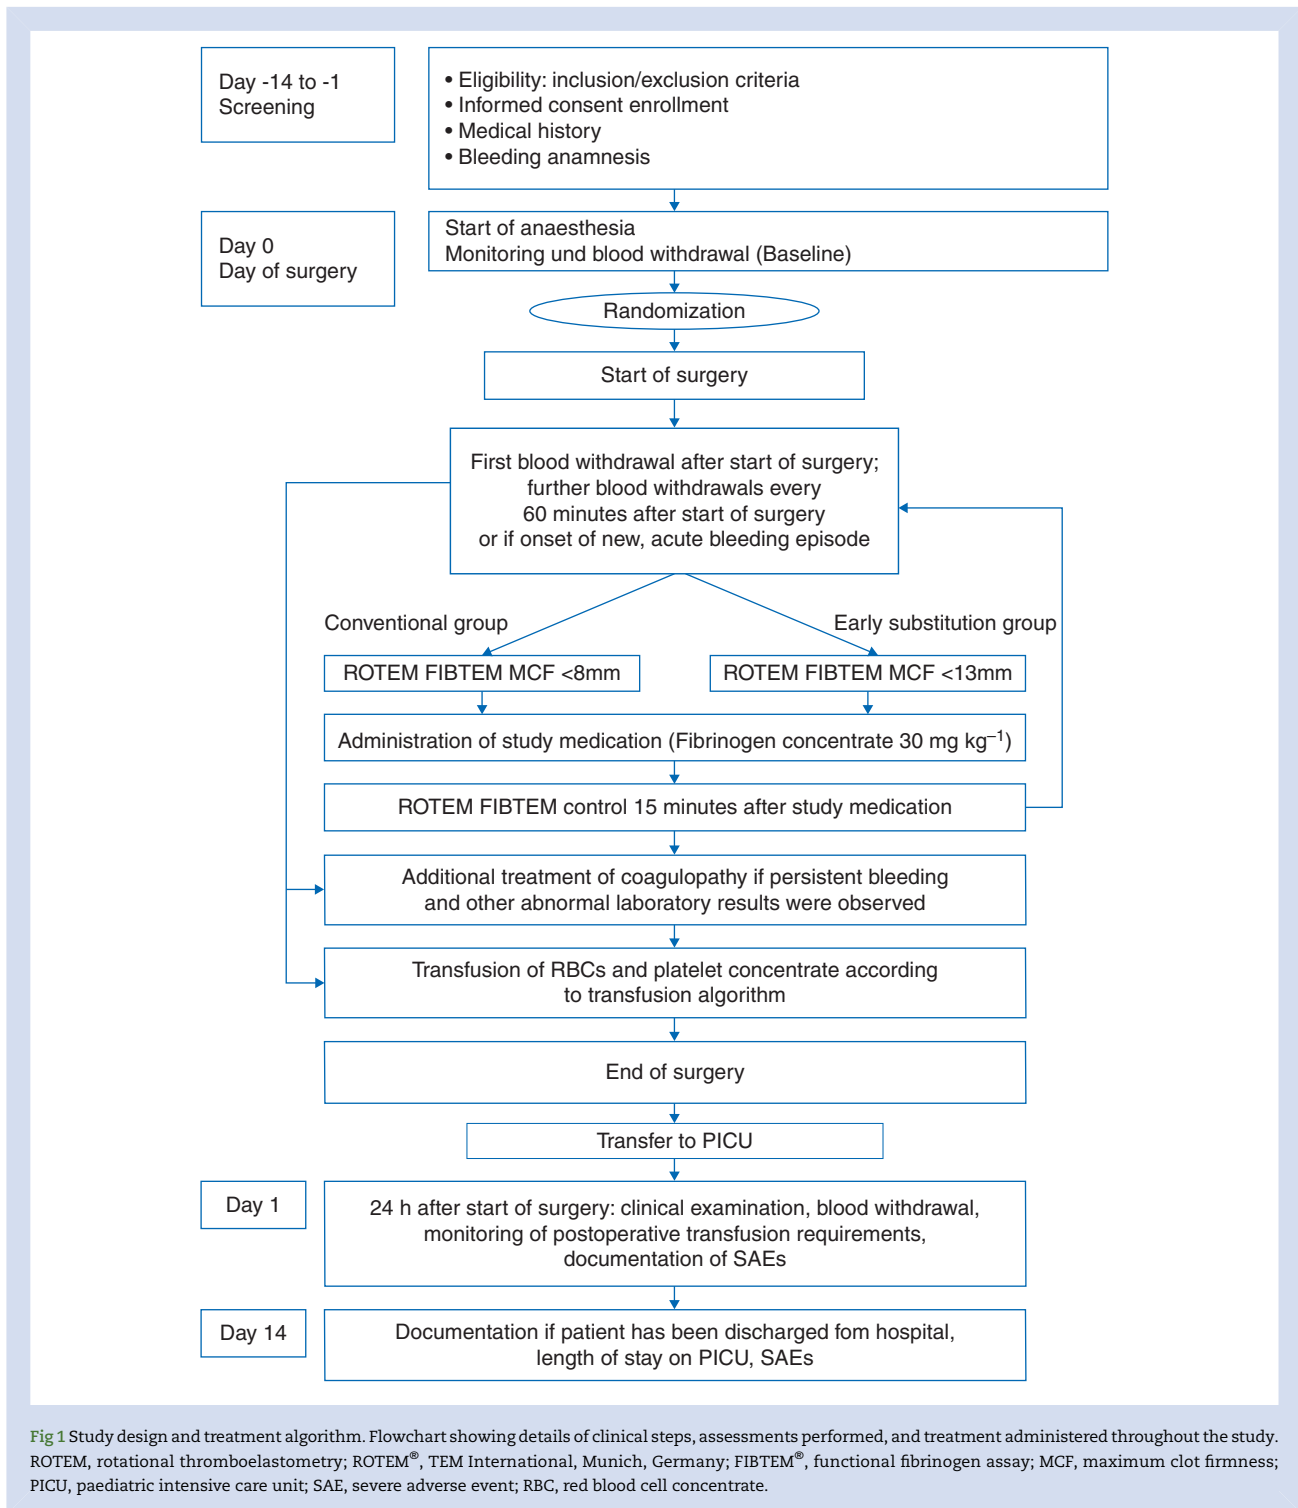 Day -14 to -1
Screening
• Eligibility: inclusion/exclusion criteria
• Informed consent enrollment
• Medical history
• Bleeding anamnesis
Day 0
Day of surgery
Start of anaesthesia
Monitoring und blood withdrawal (Baseline)
Randomization
Start of surgery
First blood withdrawal after start of surgery;
further blood withdrawals every
60 minutes after start of surgery
or if onset of new, acute bleeding episode
Conventional group
Early substitution group
ROTEM FIBTEM MCF <8mm
ROTEM FIBTEM MCF <13mm
Administration of study medication (Fibrinogen concentrate 30 mg kg⁻¹)
ROTEM FIBTEM control 15 minutes after study medication
Additional treatment of coagulopathy if persistent bleeding
and other abnormal laboratory results were observed
Transfusion of RBCs and platelet concentrate according
to transfusion algorithm
End of surgery
Transfer to PICU
Day 1
24 h after start of surgery: clinical examination, blood withdrawal,
monitoring of postoperative transfusion requirements,
documentation of SAEs
Day 14
Documentation if patient has been discharged fom hospital,
length of stay on PICU, SAEs
Fig 1 Study design and treatment algorithm. Flowchart showing details of clinical steps, assessments performed, and treatment administered throughout the study.
ROTEM, rotational thromboelastometry; ROTEM®, TEM International, Munich, Germany; FIBTEM®, functional fibrinogen assay; MCF, maximum clot firmness;
PICU, paediatric intensive care unit; SAE, severe adverse event; RBC, red blood cell concentrate.